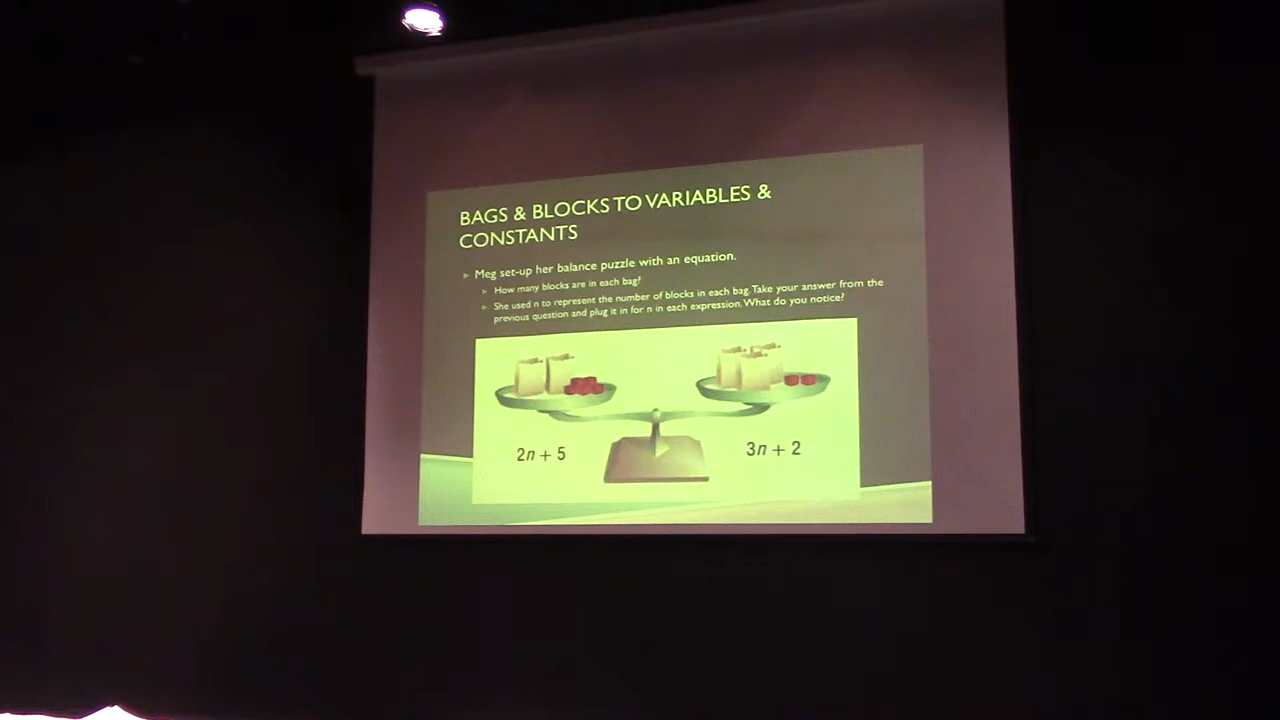 BAGS & BLOCKS TO VARIABLES &
CONSTANTS
Meg set-up her balance puzzle with an equation.
How many blocks are in each bag?
She used n to represent the number of blocks in each bag. Take your answer from the
previous question and plug it in for n in each expression. What do you notice?
2n + 5
3n + 2